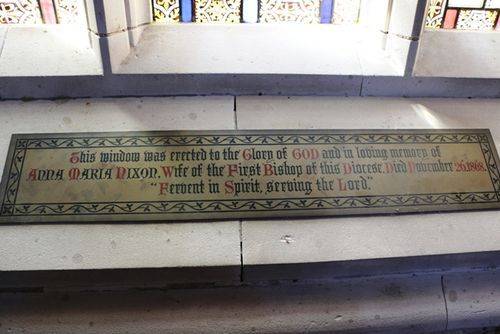 This window was erected to the Glory of GOD and in loving memory of
ANNA MARIA NIXON. Wife of the First Bishop of this Diocese. Died November 26. 1868.
"Fervent in Spirit, serving the Lord."